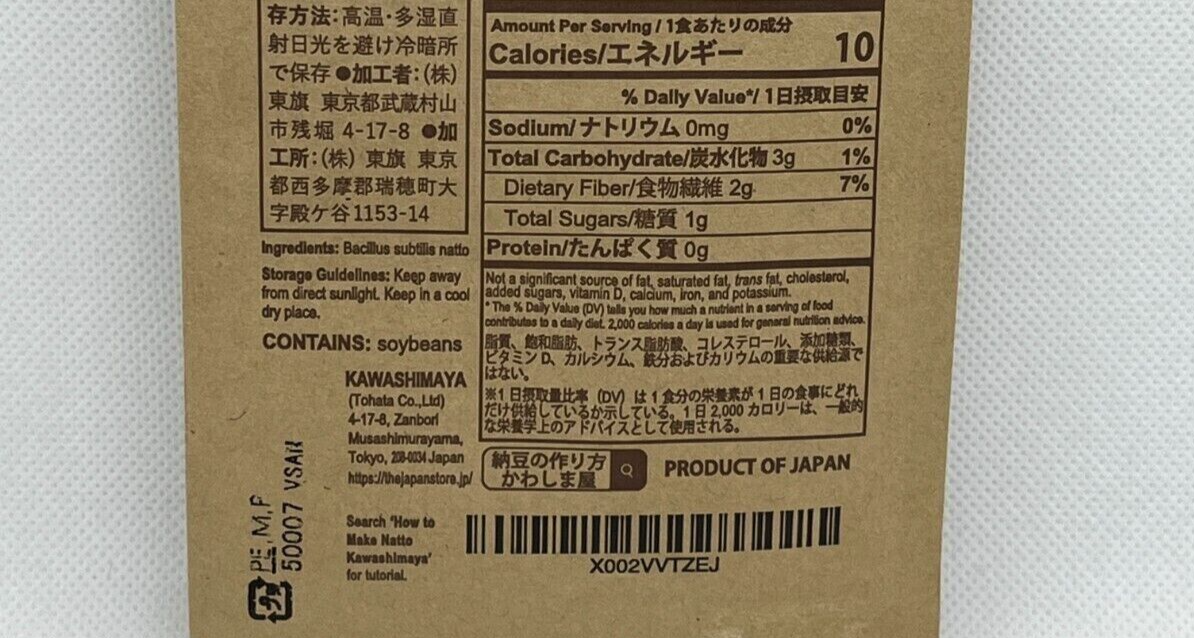 存方法:高温・多湿直
射日光を避け冷暗所
で保存 ●加工者:(株)
東旗 東京都武蔵村山
市残堀 4-17-8 ●加
工所:(株) 東旗 東京
都西多摩郡瑞穂町大
字殿ケ谷1153-14
Ingredients: Bacillus subtilis natto
Storage Guidelines: Keep away
from direct sunlight. Keep in a cool
dry place.
CONTAINS: soybeans
KAWASHIMAYA
(Tohata Co.,Ltd)
4-17-8, Zanbori
Musashimurayama,
Tokyo, 208-0034 Japan
https://thejapanstore.jp/
Search "How to
Make Natto
Kawashimaya"
for tutorial.
PE, M,P
50007 VSAR
Amount Per Serving / 1食あたりの成分
Calories/エネルギー 10
% Daily Value*/ 1日摂取目安
Sodium/ ナトリウム 0mg 0%
Total Carbohydrate/炭水化物 3g 1%
Dietary Fiber/食物繊維 2g 7%
Total Sugars/糖質 1g
Protein/たんぱく質 0g
Not a significant source of fat, saturated fat, trans fat, cholesterol,
added sugars, vitamin D, calcium, iron, and potassium.
* The % Daily Value (DV) tells you how much a nutrient in a serving of food
contributes to a daily diet. 2,000 calories a day is used for general nutrition advice.
脂質、飽和脂肪、トランス脂肪酸、コレステロール、添加糖類、
ビタミン D、カルシウム、鉄分およびカリウムの重要な供給源で
はない。
※1 日摂取量比率 (DV) は 1 食分の栄養素が 1 日の食事にどれ
だけ供給しているか示している。1 日 2,000 カロリーは、一般的
な栄養学上のアドバイスとして使用される。
納豆の作り方
かわしま屋
PRODUCT OF JAPAN
X002VVTZEJ